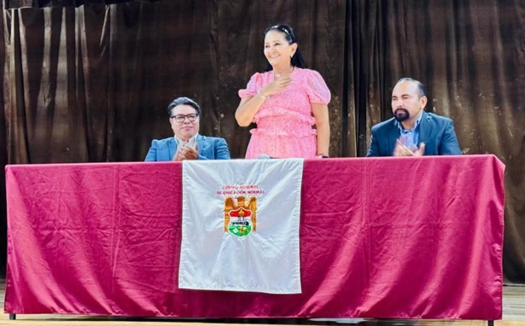 CENTRO REGIONAL
DE EDUCACIÓN NORMAL